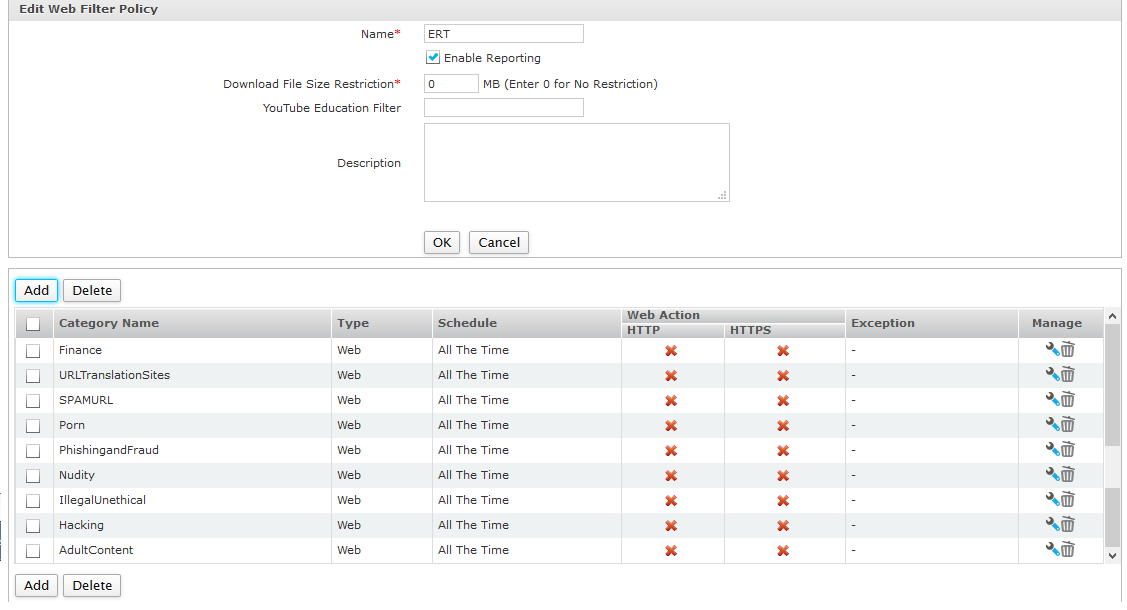 Edit Web Filter Policy
Name* ERT
Enable Reporting
Download File Size Restriction* 0 MB (Enter 0 for No Restriction)
YouTube Education Filter
Description
OK Cancel
Add Delete
Category Name Type Schedule Web Action Exception Manage
HTTP HTTPS
Finance Web All The Time -
URLTranslationSites Web All The Time -
SPAMURL Web All The Time -
Porn Web All The Time -
PhishingandFraud Web All The Time -
Nudity Web All The Time -
IllegalUnethical Web All The Time -
Hacking Web All The Time -
AdultContent Web All The Time -
Add Delete